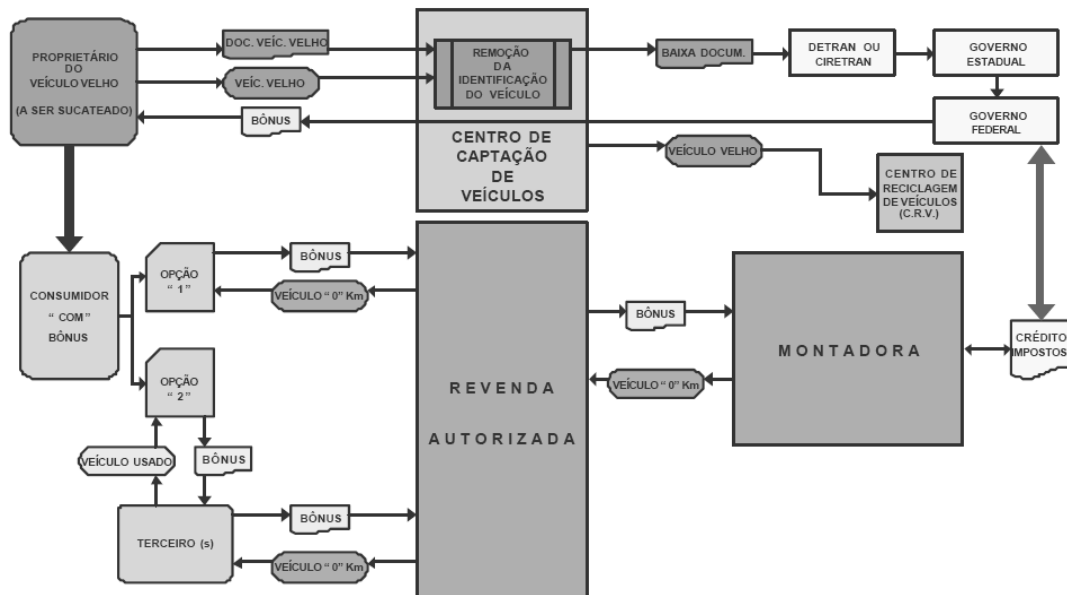 PROPRIETÁRIO
DO
VEÍCULO VELHO
(A SER SUCATEADO)
DOC. VEÍC. VELHO
VEÍC. VELHO
BÔNUS
REMOÇÃO
DA
IDENTIFICAÇÃO
DO VEÍCULO
CENTRO DE
CAPTAÇÃO
DE
VEÍCULOS
BAIXA DOCUM.
DETRAN OU
CIRETRAN
GOVERNO
ESTADUAL
GOVERNO
FEDERAL
VEÍCULO VELHO
CENTRO DE
RECICLAGEM
DE VEÍCULOS
(C.R.V.)
CONSUMIDOR
“ COM”
BÔNUS
OPÇÃO
“ 1”
BÔNUS
VEÍCULO “ 0” Km
OPÇÃO
“ 2”
VEÍCULO USADO
BÔNUS
TERCEIRO (s)
BÔNUS
VEÍCULO “ 0” Km
REVENDA
AUTORIZADA
BÔNUS
VEÍCULO “0” Km
MONTADORA
CRÉDITO
IMPOSTOS